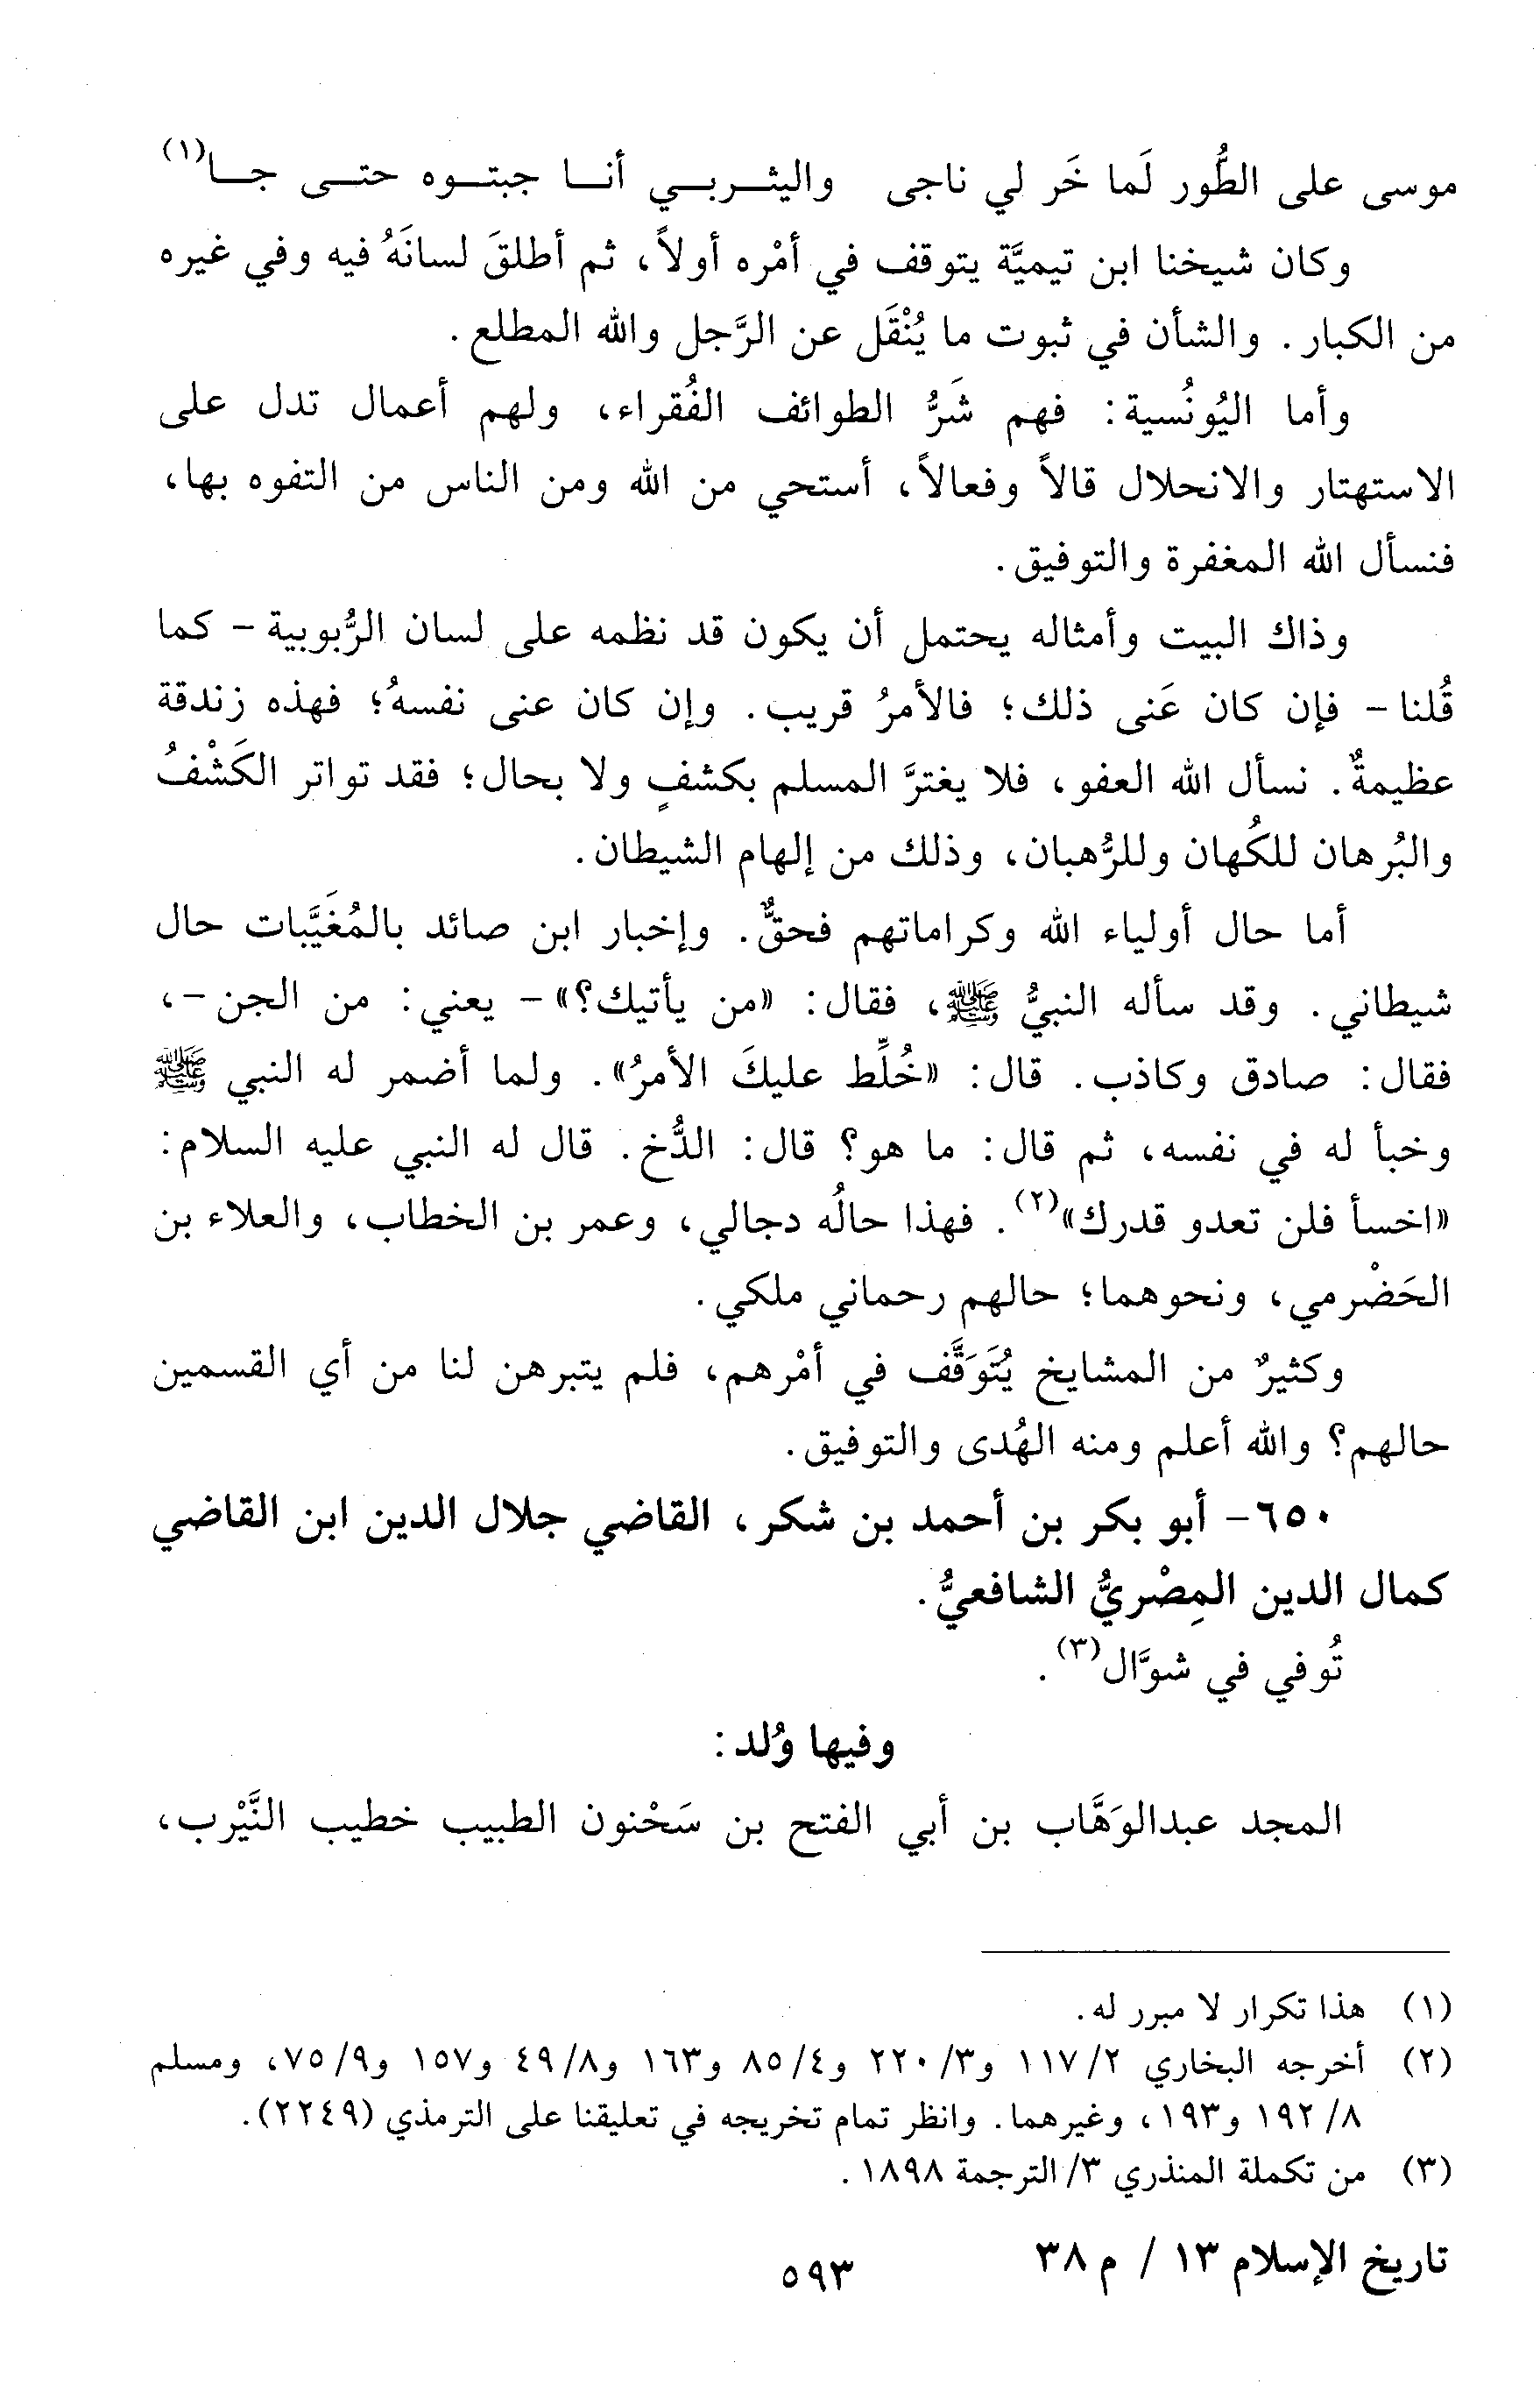 موسى على الطُّور لَما خَر لي ناجى واليثـربـي أنـا جبتـوه حتـى جـا(١)
وكان شيخنا ابن تيميَّة يتوقف في أمْره أولاً، ثم أطلقَ لسانَهُ فيه وفي غيره
من الكبار. والشأن في ثبوت ما يُنْقَل عن الرَّجل والله المطلع.
وأما اليُونُسية: فهم شَرُّ الطوائف الفُقراء، ولهم أعمال تدل على
الاستهتار والانحلال قالاً وفعالاً، أستحي من الله ومن الناس من التفوه بها،
فنسأل الله المغفرة والتوفيق.
وذاك البيت وأمثاله يحتمل أن يكون قد نظمه على لسان الرُّبوبية - كما
قُلنا - فإن كان عَنى ذلك؛ فالأمرُ قريب. وإن كان عنى نفسهُ؛ فهذه زندقة
عظيمةٌ. نسأل الله العفو، فلا يغترَّ المسلم بكشفٍ ولا بحال؛ فقد تواتر الكَشْفُ
والبُرهان للكُهان وللرُّهبان، وذلك من إلهام الشيطان.
أما حال أولياء الله وكراماتهم فحقٌّ. وإخبار ابن صائد بالمُغَيَّبات حال
شيطاني. وقد سأله النبيُّ ﷺ، فقال: «من يأتيك؟» - يعني: من الجن -،
فقال: صادق وكاذب. قال: «خُلِّط عليكَ الأمرُ». ولما أضمر له النبي ﷺ
وخبأ له في نفسه، ثم قال: ما هو؟ قال: الدُّخ. قال له النبي عليه السلام:
«اخسأ فلن تعدو قدرك»(٢). فهذا حالُه دجالي، وعمر بن الخطاب، والعلاء بن
الحَضْرمي، ونحوهما؛ حالهم رحماني ملكي.
وكثيرٌ من المشايخ يُتَوَقَّف في أمْرهم، فلم يتبرهن لنا من أي القسمين
حالهم؟ والله أعلم ومنه الهُدى والتوفيق.
٦٥٠- أبو بكر بن أحمد بن شكر، القاضي جلال الدين ابن القاضي
كمال الدين المِصْريُّ الشافعيُّ.
تُوفي في شوَّال(٣).
وفيها وُلد:
المجد عبدالوَهَّاب بن أبي الفتح بن سَحْنون الطبيب خطيب النَّيْرب،
(١) هذا تكرار لا مبرر له.
(٢) أخرجه البخاري ٢/ ١١٧ و٣/ ٢٢٠ و٤/ ٨٥ و١٦٣ و٨/ ٤٩ و١٥٧ و٩/ ٧٥، ومسلم
٨/ ١٩٢ و١٩٣، وغيرهما. وانظر تمام تخريجه في تعليقنا على الترمذي (٢٢٤٩).
(٣) من تكملة المنذري ٣/ الترجمة ١٨٩٨.
تاريخ الإسلام ١٣ / م ٣٨
٥٩٣